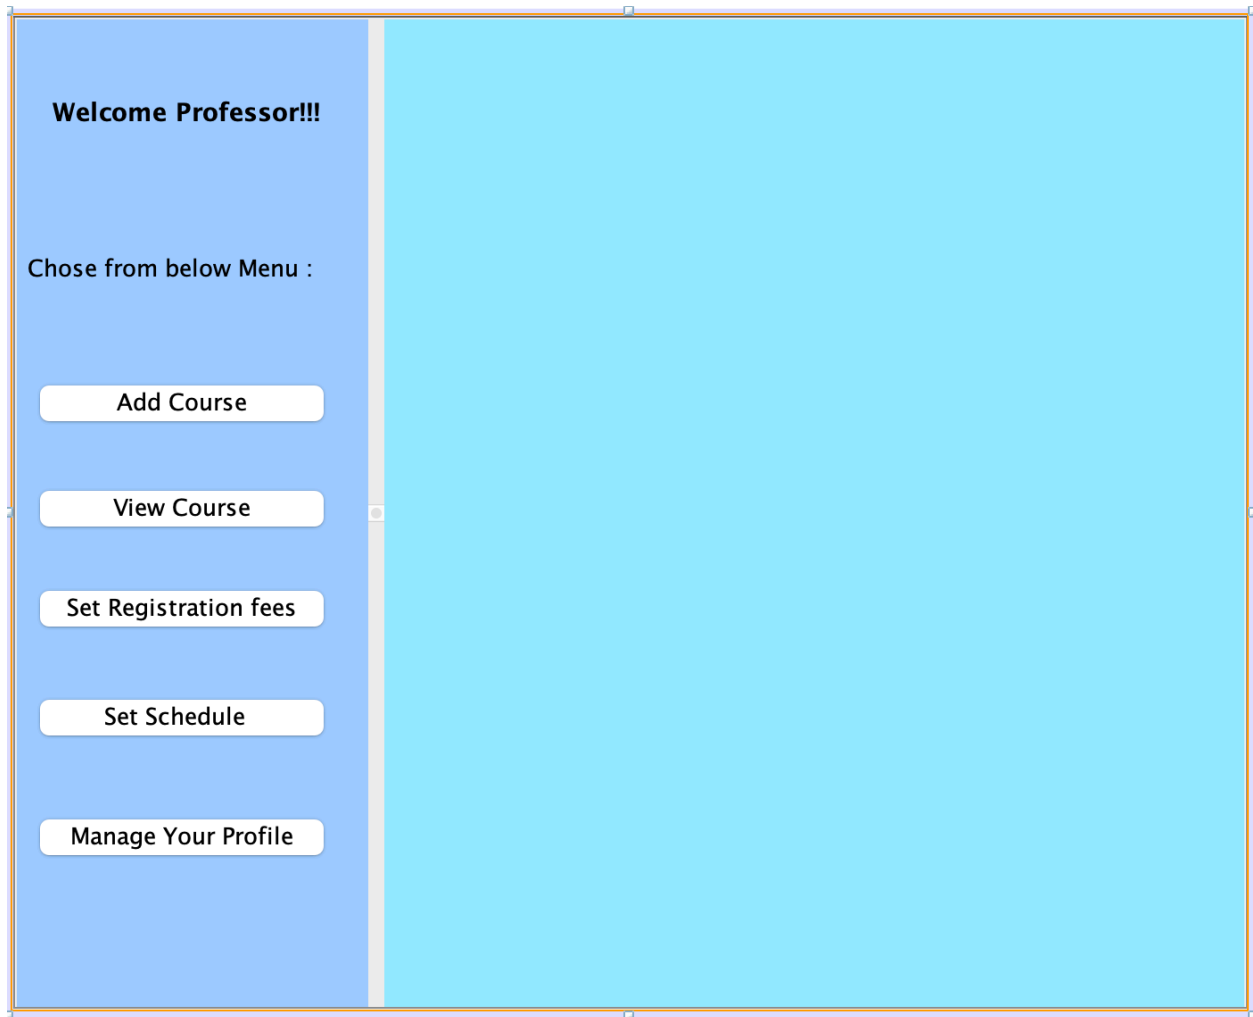 Welcome Professor!!!
Chose from below Menu :
Add Course
View Course
Set Registration fees
Set Schedule
Manage Your Profile